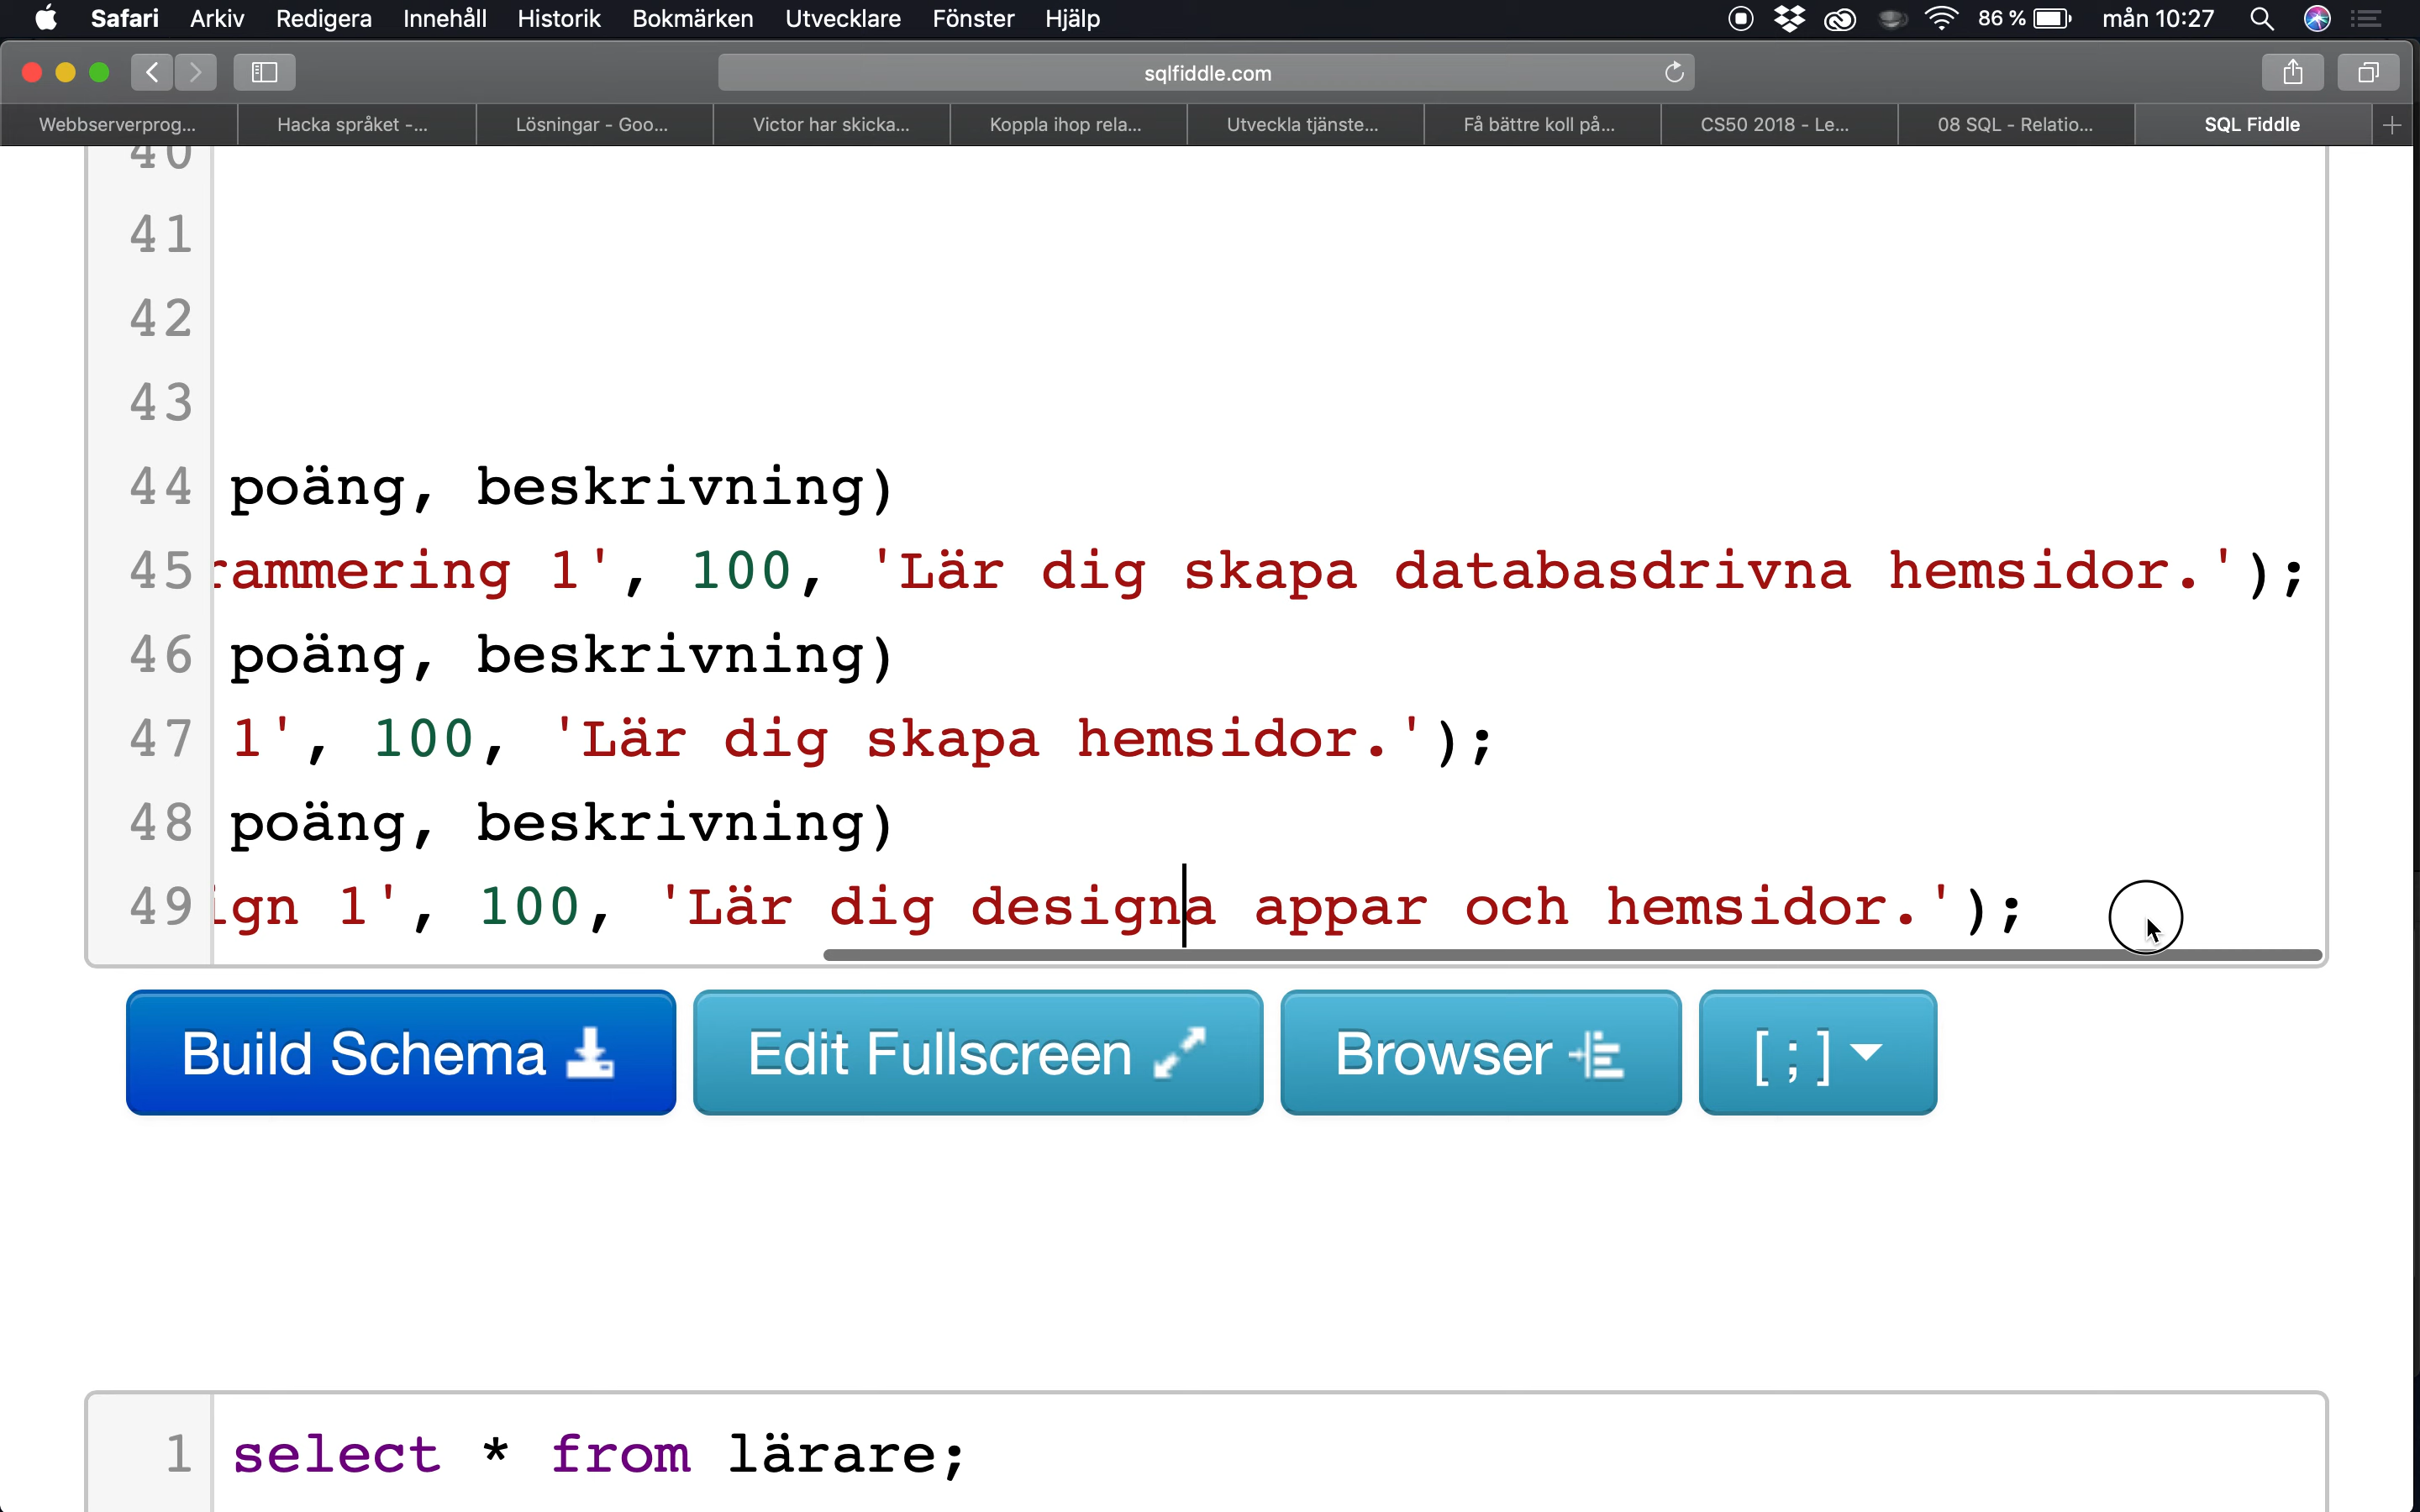 Safari Arkiv Redigera Innehåll Historik Bokmärken Utvecklare Fönster Hjälp 86 % mån 10:27
sqlfiddle.com
Webbserverprog... Hacka språket -... Lösningar - Goo... Victor har skicka... Koppla ihop rela... Utveckla tjänste... Få bättre koll på... CS50 2018 - Le... 08 SQL - Relatio... SQL Fiddle
40
41
42
43
44 poäng, beskrivning)
45 rammering 1', 100, 'Lär dig skapa databasdrivna hemsidor.');
46 poäng, beskrivning)
47 1', 100, 'Lär dig skapa hemsidor.');
48 poäng, beskrivning)
49 ign 1', 100, 'Lär dig designa appar och hemsidor.');
Build Schema Edit Fullscreen Browser [ ; ]
1 select * from lärare;